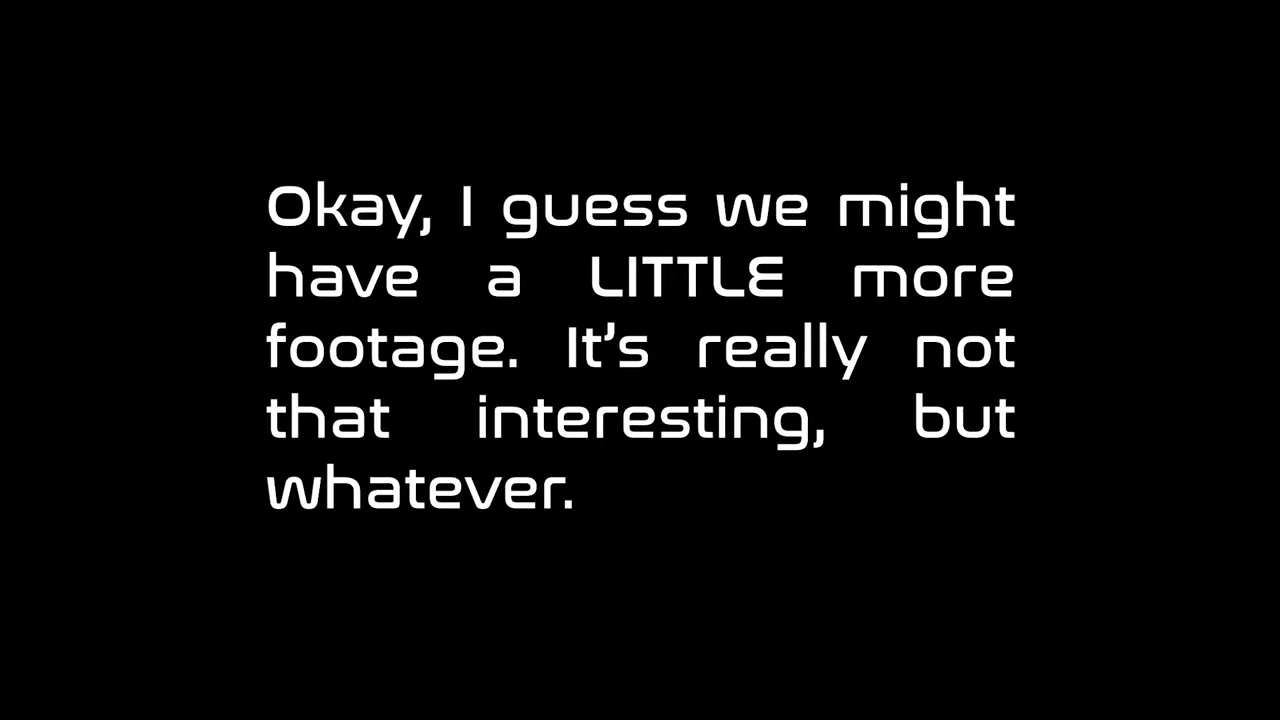 Okay, I guess we might
have a LITTLE more
footage. It’s really not
that interesting, but
whatever.